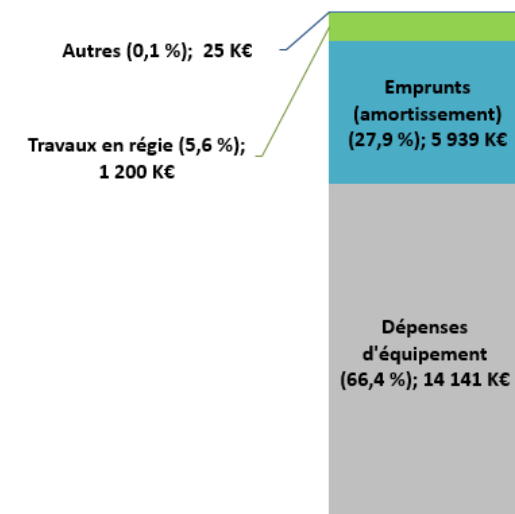 Autres (0,1 %);  25 K€
Travaux en régie (5,6 %);
1 200 K€
Emprunts
(amortissement)
(27,9 %); 5 939 K€
Dépenses
d'équipement
(66,4 %); 14 141 K€